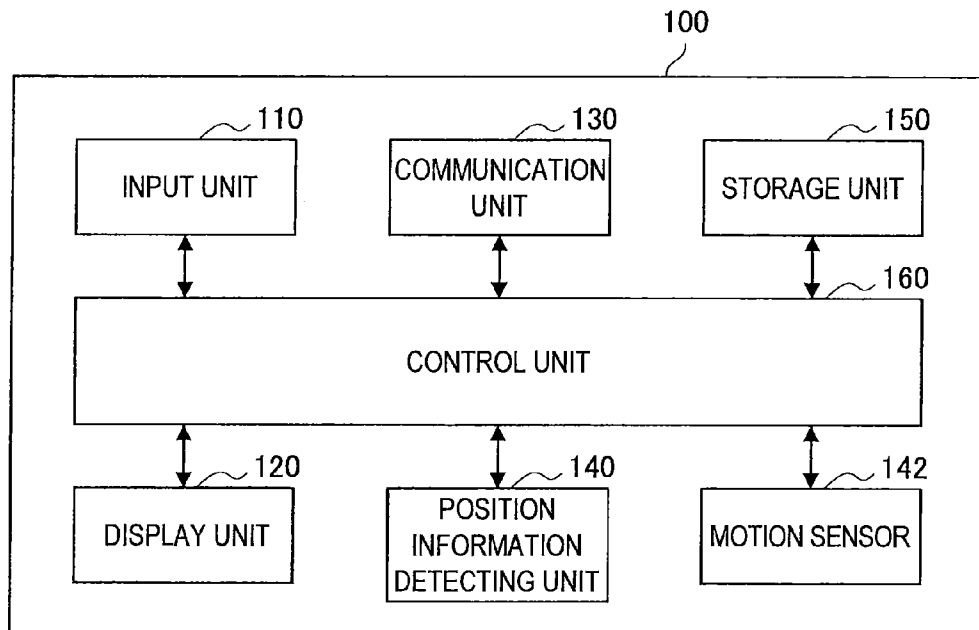 100
110
130
150
INPUT UNIT
COMMUNICATION
UNIT
STORAGE UNIT
160
CONTROL UNIT
120
140
142
DISPLAY UNIT
POSITION
INFORMATION
DETECTING UNIT
MOTION SENSOR